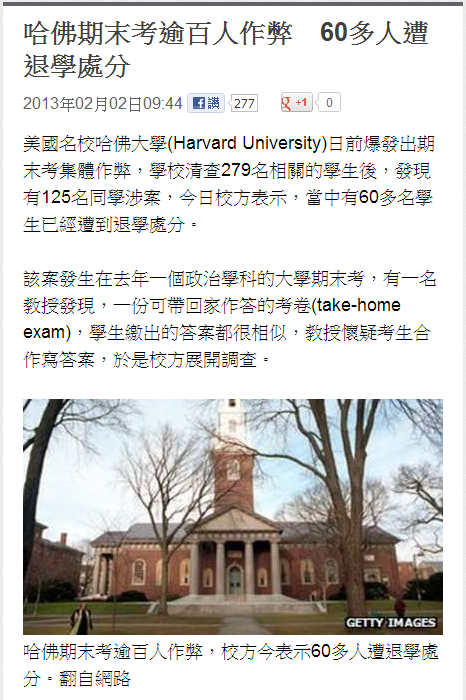 哈佛期末考逾百人作弊　60多人遭
退學處分
2013年02月02日09:44 讚 277 +1 0
美國名校哈佛大學(Harvard University)日前爆發出期
末考集體作弊，學校清查279名相關的學生後，發現
有125名同學涉案，今日校方表示，當中有60多名學
生已經遭到退學處分。
該案發生在去年一個政治學科的大學期末考，有一名
教授發現，一份可帶回家作答的考卷(take-home
exam)，學生繳出的答案都很相似，教授懷疑考生合
作寫答案，於是校方展開調查。
GETTY IMAGES
哈佛期末考逾百人作弊，校方今表示60多人遭退學處
分。翻自網路